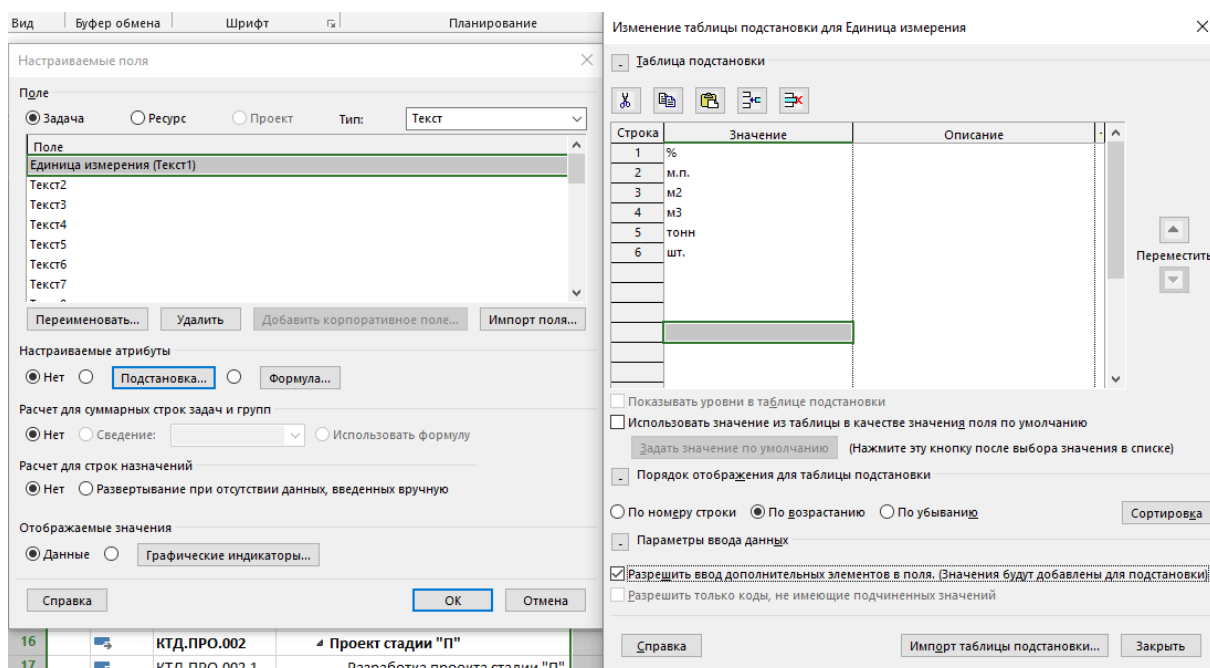 Вид Буфер обмена Шрифт Планирование
Настраиваемые поля
Поле
Задача Ресурс Проект Тип: Текст
Поле
Единица измерения (Текст1)
Текст2
Текст3
Текст4
Текст5
Текст6
Текст7
Переименовать... Удалить Добавить корпоративное поле... Импорт поля...
Настраиваемые атрибуты
Нет Подстановка... Формула...
Расчет для суммарных строк задач и групп
Нет Сведение: Использовать формулу
Расчет для строк назначений
Нет Развертывание при отсутствии данных, введенных вручную
Отображаемые значения
Данные Графические индикаторы...
Справка ОК Отмена
16 КТД.ПРО.002 Проект стадии "П"
17 КТД.ПРО.002.1 Разработка проекта стадии "П"
Изменение таблицы подстановки для Единица измерения
- Таблица подстановки
Строка Значение Описание
1 %
2 м.п.
3 м2
4 м3
5 тонн
6 шт.
Переместить
Показывать уровни в таблице подстановки
Использовать значение из таблицы в качестве значения поля по умолчанию
Задать значение по умолчанию (Нажмите эту кнопку после выбора значения в списке)
- Порядок отображения для таблицы подстановки
По номеру строки По возрастанию По убыванию Сортировка
- Параметры ввода данных
Разрешить ввод дополнительных элементов в поля. (Значения будут добавлены для подстановки)
Разрешить только коды, не имеющие подчиненных значений
Справка Импорт таблицы подстановки... Закрыть